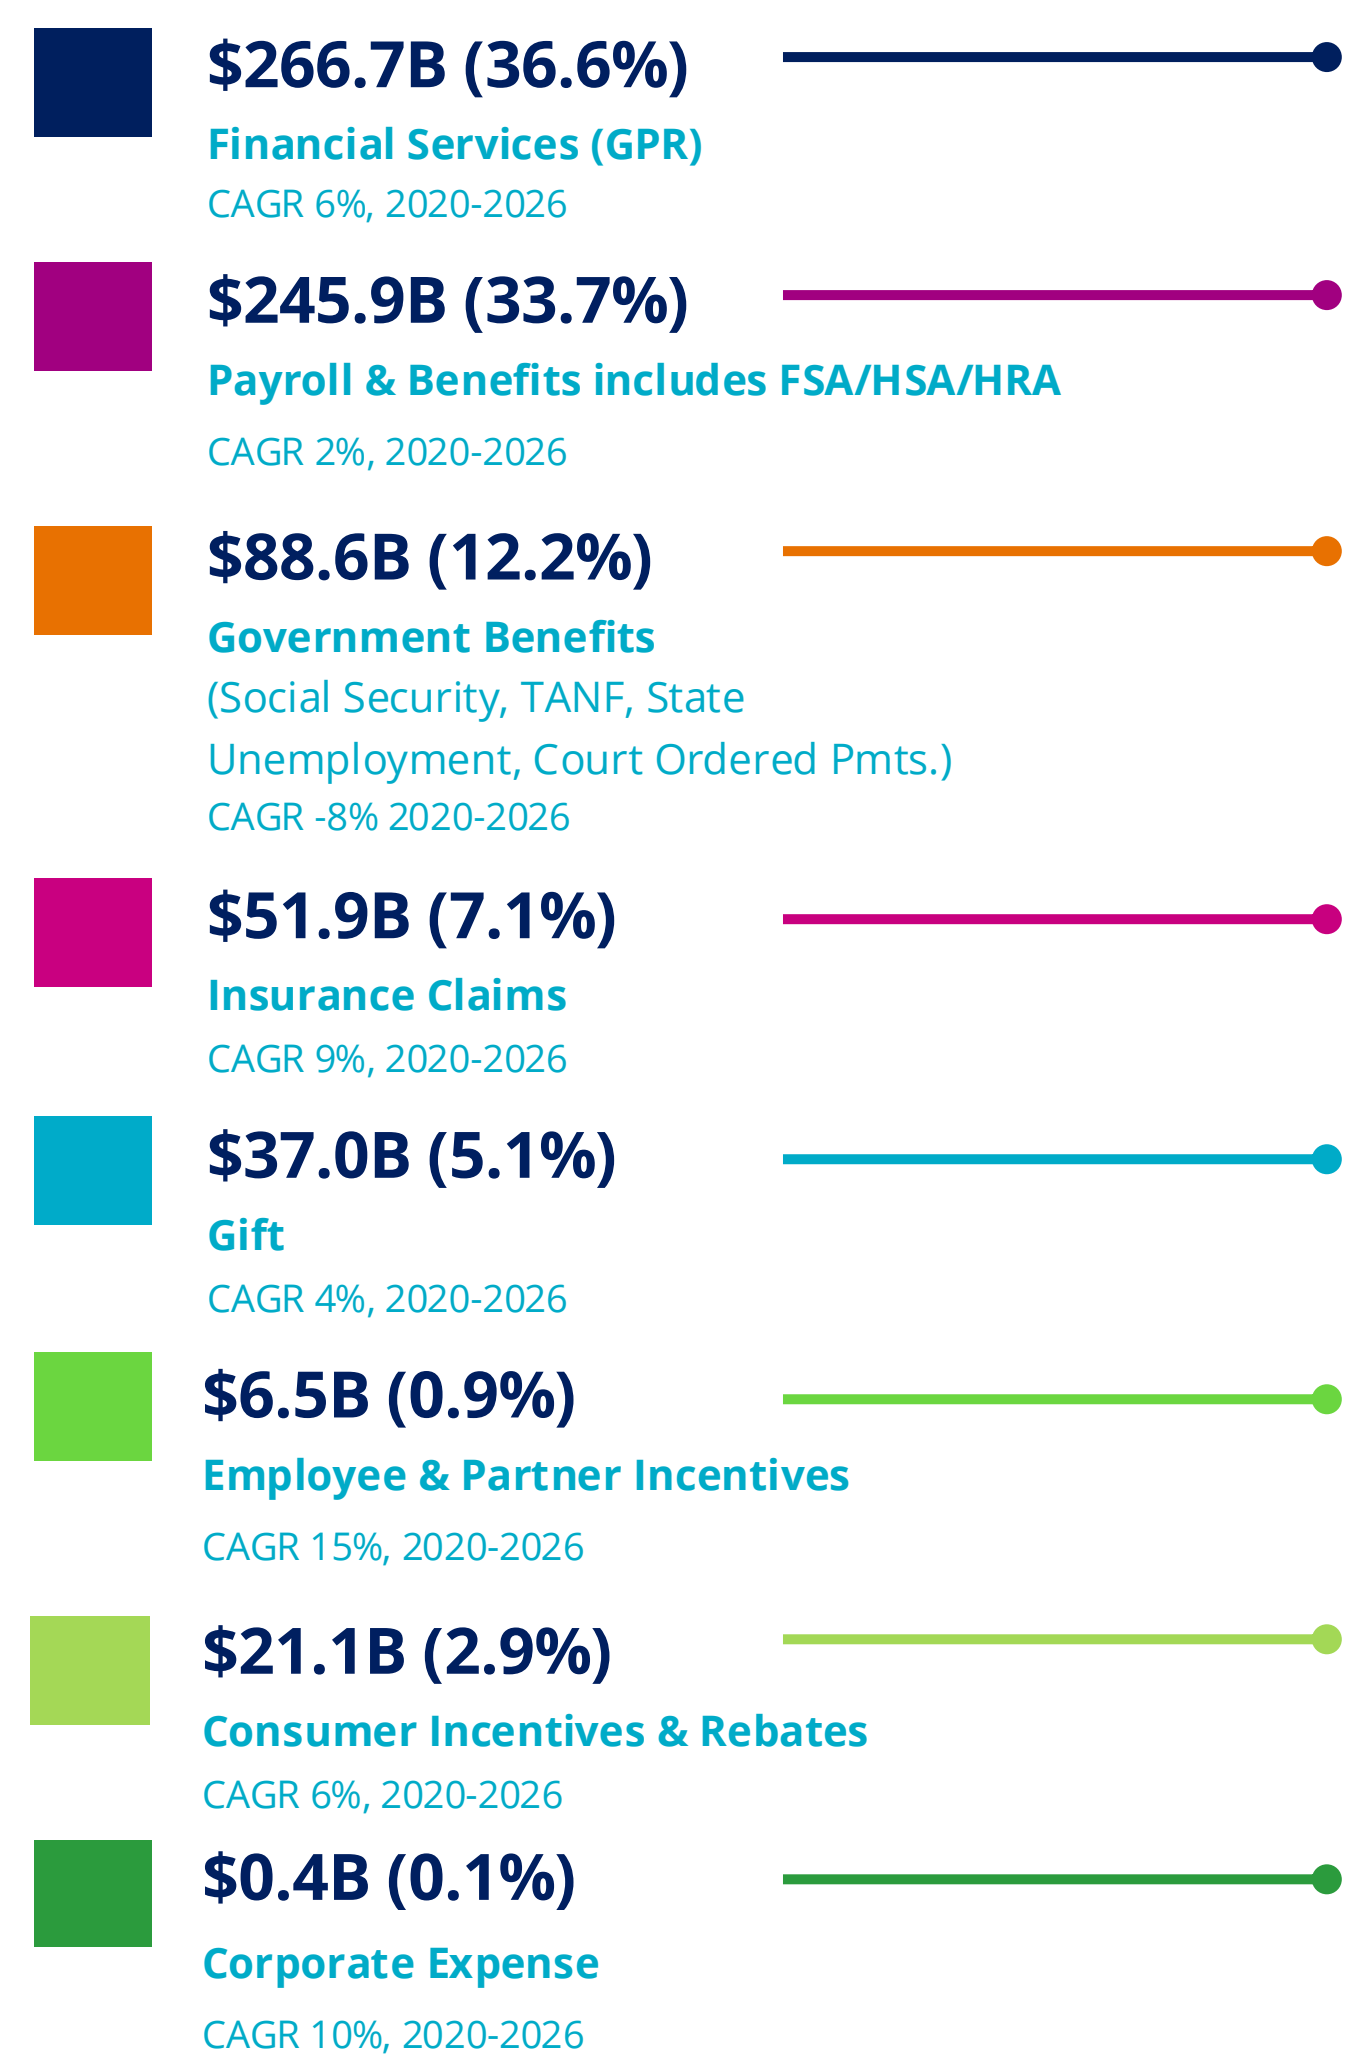 $266.7B (36.6%)
Financial Services (GPR)
CAGR 6%, 2020-2026
$245.9B (33.7%)
Payroll & Benefits includes FSA/HSA/HRA
CAGR 2%, 2020-2026
$88.6B (12.2%)
Government Benefits
(Social Security, TANF, State
Unemployment, Court Ordered Pmts.)
CAGR -8% 2020-2026
$51.9B (7.1%)
Insurance Claims
CAGR 9%, 2020-2026
$37.0B (5.1%)
Gift
CAGR 4%, 2020-2026
$6.5B (0.9%)
Employee & Partner Incentives
CAGR 15%, 2020-2026
$21.1B (2.9%)
Consumer Incentives & Rebates
CAGR 6%, 2020-2026
$0.4B (0.1%)
Corporate Expense
CAGR 10%, 2020-2026